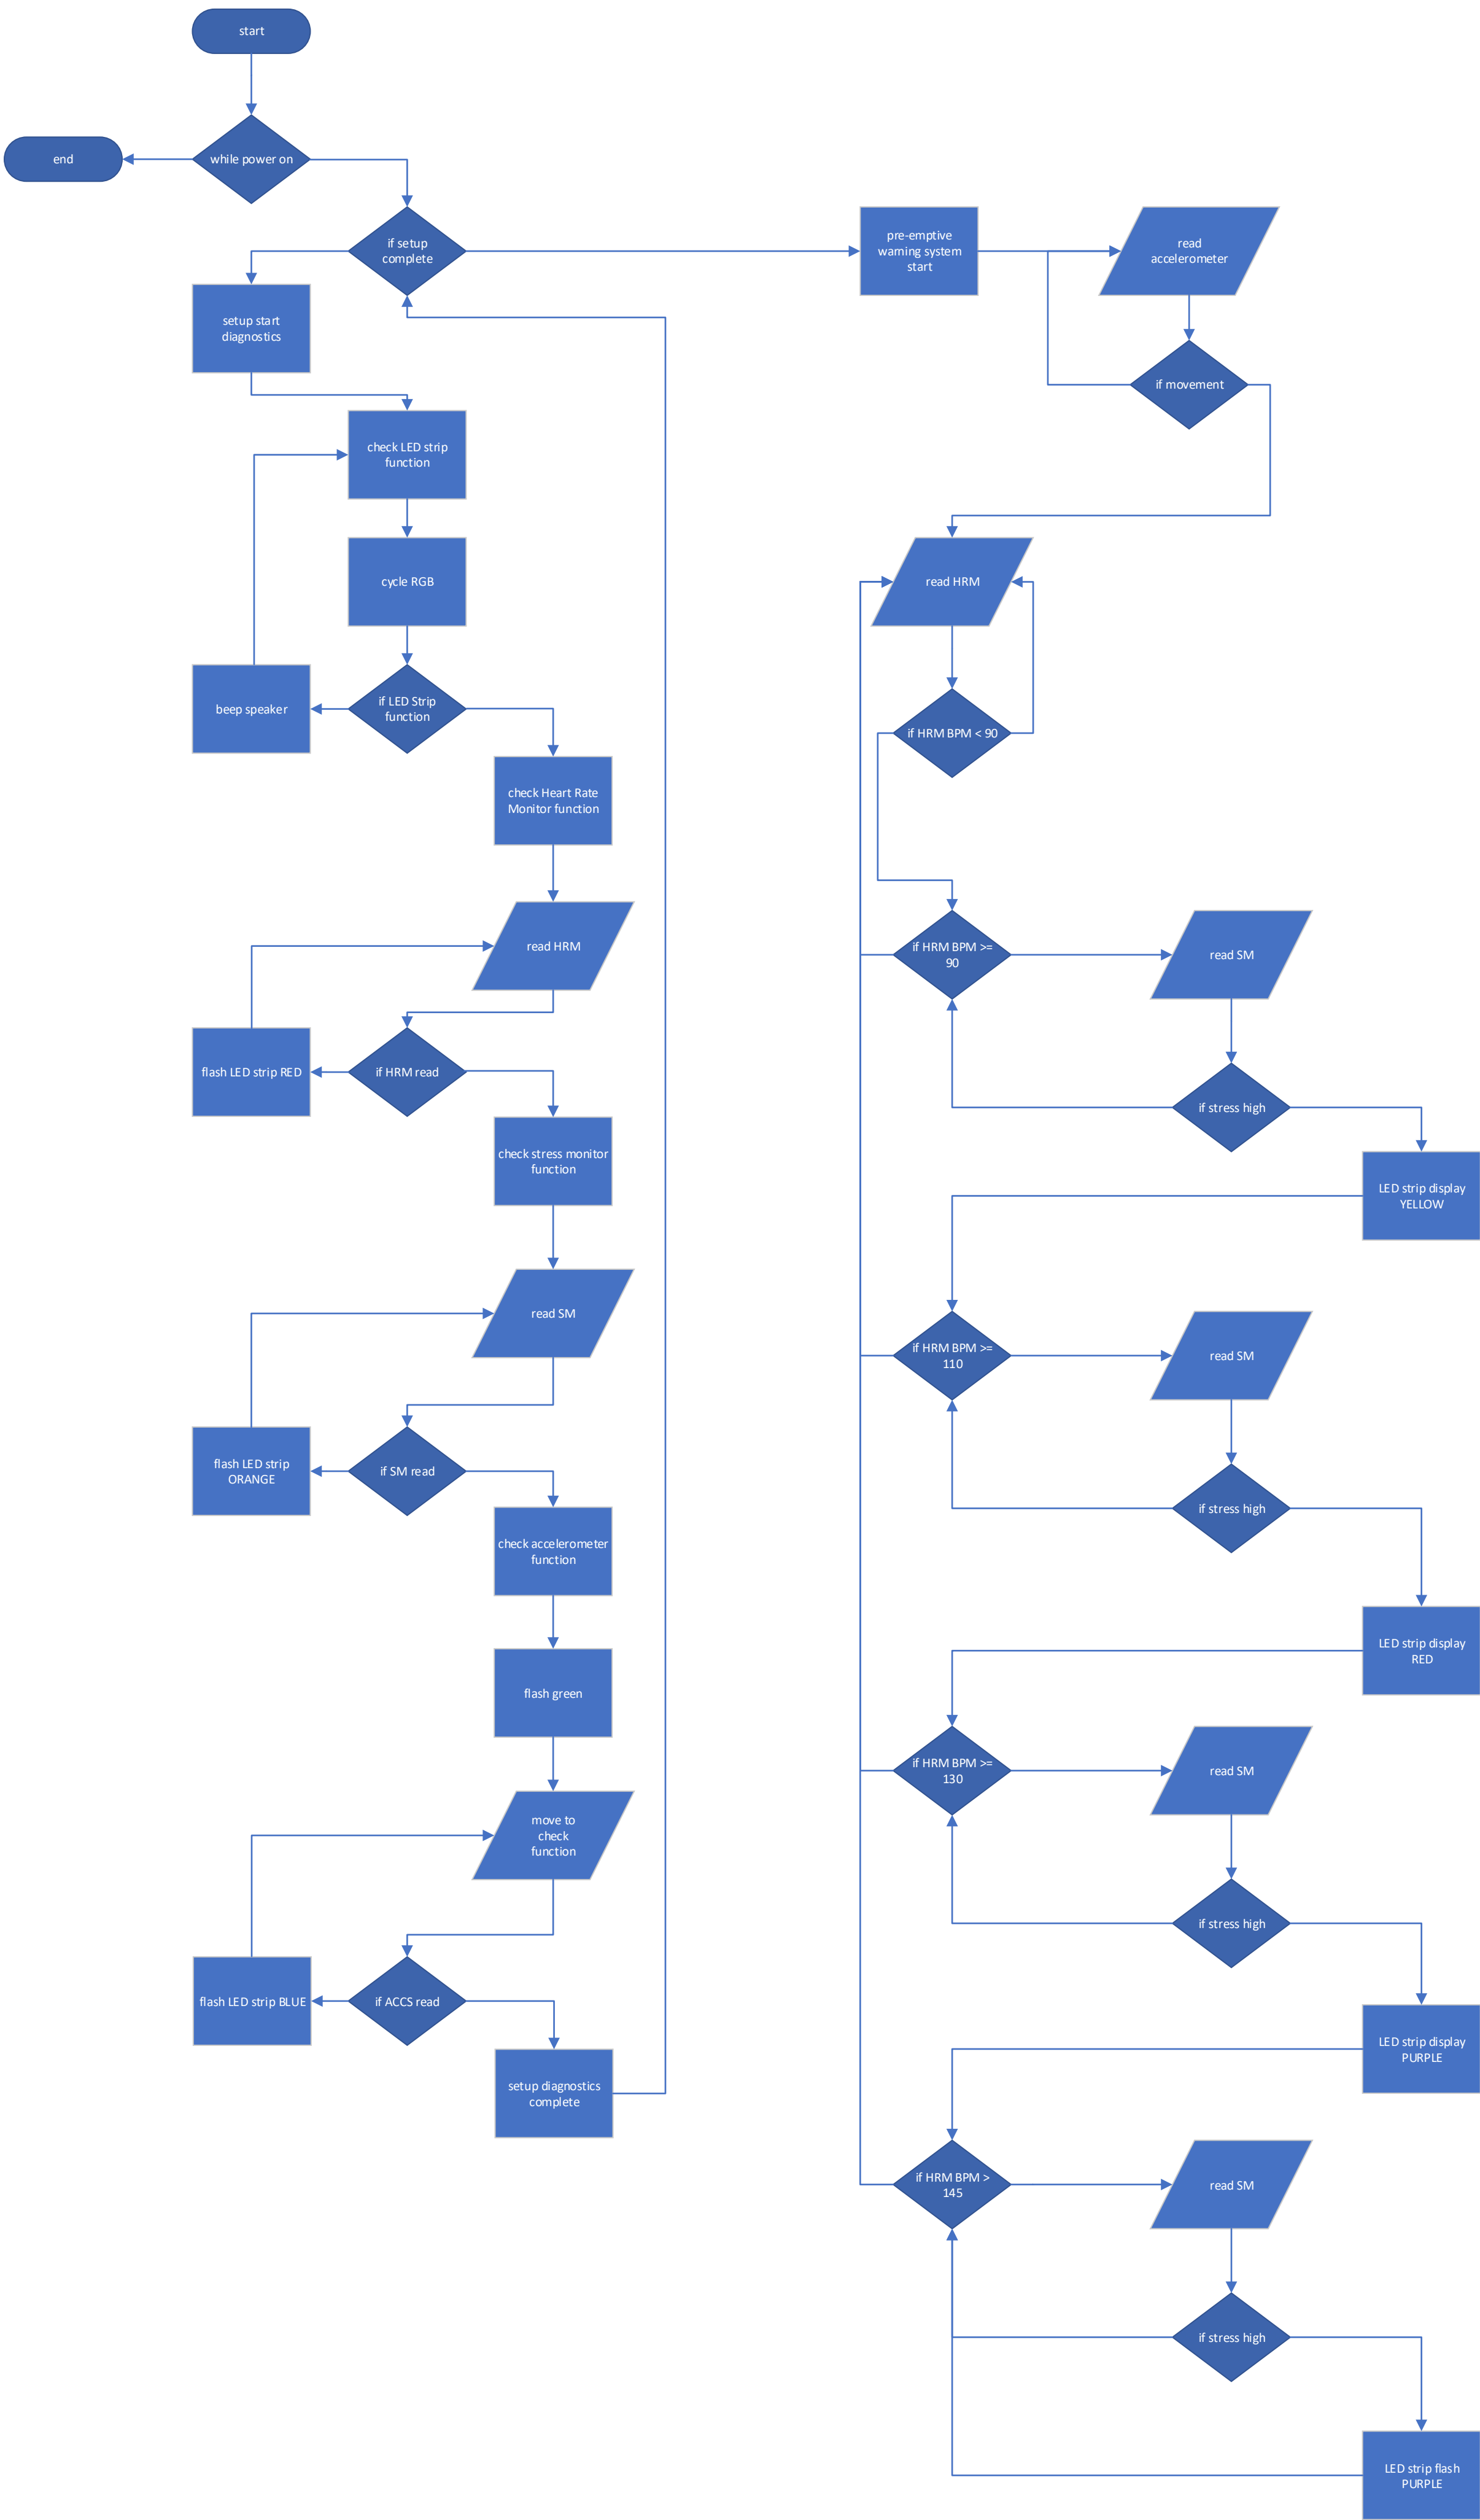 start
end
while power on
if setup
complete
pre-emptive
warning system
start
read
accelerometer
setup start
diagnostics
if movement
check LED strip
function
cycle RGB
read HRM
beep speaker
if LED Strip
function
if HRM BPM < 90
check Heart Rate
Monitor function
read HRM
if HRM BPM >=
90
read SM
flash LED strip RED
if HRM read
if stress high
check stress monitor
function
LED strip display
YELLOW
read SM
if HRM BPM >=
110
read SM
flash LED strip
ORANGE
if SM read
if stress high
check accelerometer
function
LED strip display
RED
flash green
if HRM BPM >=
130
read SM
move to
check
function
if stress high
flash LED strip BLUE
if ACCS read
LED strip display
PURPLE
setup diagnostics
complete
if HRM BPM >
145
read SM
if stress high
LED strip flash
PURPLE